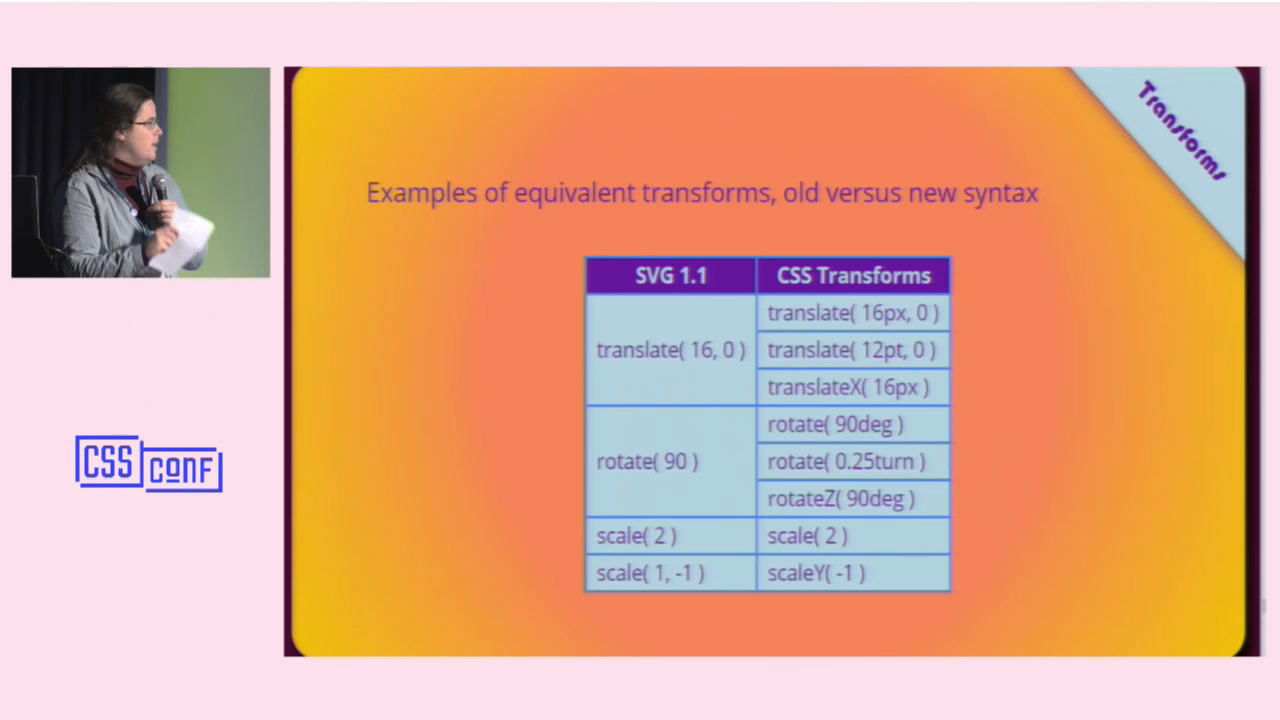 Transforms
Examples of equivalent transforms, old versus new syntax
SVG 1.1 CSS Transforms
translate( 16, 0 ) translate( 16px, 0 )
translate( 12pt, 0 )
translateX( 16px )
rotate( 90 ) rotate( 90deg )
rotate( 0.25turn )
rotateZ( 90deg )
scale( 2 ) scale( 2 )
scale( 1, -1 ) scaleY( -1 )
CSS
CONF